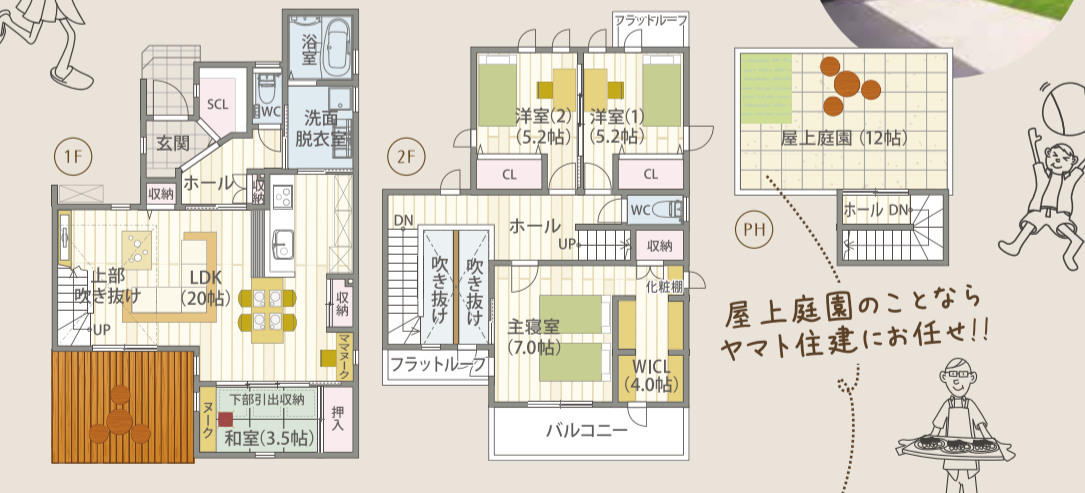 1F
浴室
SCL
WC
洗面
脱衣室
玄関
ホール
収納
収納
上部
吹き抜け
LDK
(20帖)
収納
UP
ママヌーク
ヌーク
下部引出収納
和室(3.5帖)
押入
2F
フラットルーフ
洋室(2)
(5.2帖)
洋室(1)
(5.2帖)
CL
CL
DN
ホール
WC
UP
収納
吹き抜け
吹き抜け
化粧棚
主寝室
(7.0帖)
WICL
(4.0帖)
フラットルーフ
バルコニー
屋上庭園 (12帖)
PH
ホール DN
屋上庭園のことなら
ヤマト住建にお任せ!!